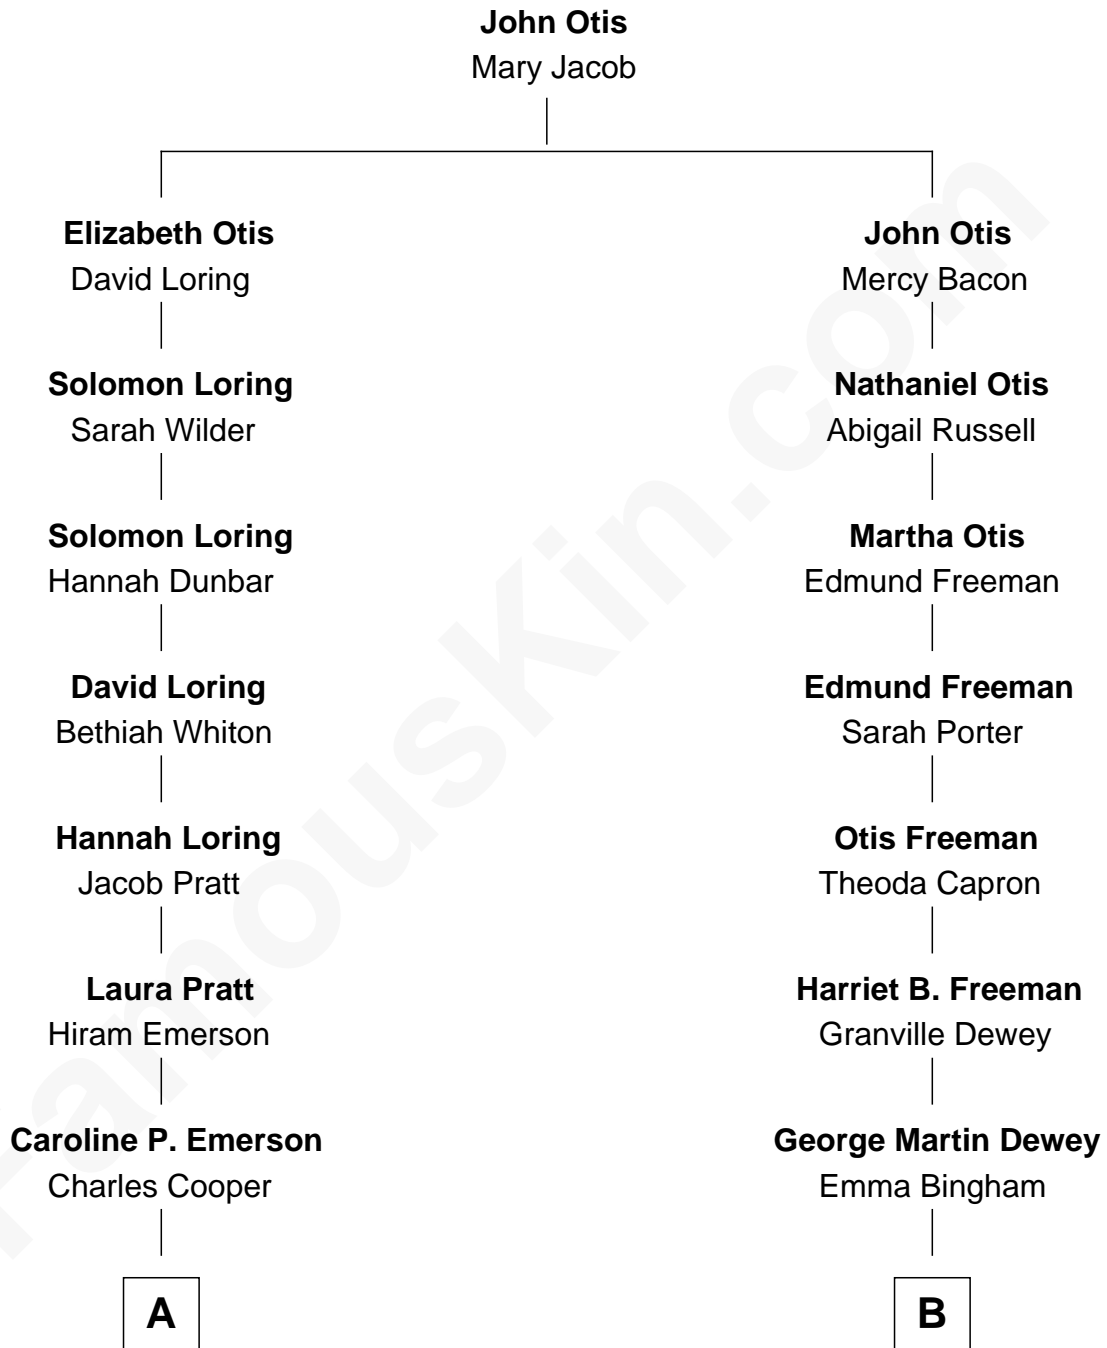 John Otis
Mary Jacob
Elizabeth Otis
David Loring
John Otis
Mercy Bacon
Solomon Loring
Sarah Wilder
Nathaniel Otis
Abigail Russell
Solomon Loring
Hannah Dunbar
Martha Otis
Edmund Freeman
David Loring
Bethiah Whiton
Edmund Freeman
Sarah Porter
Hannah Loring
Jacob Pratt
Otis Freeman
Theoda Capron
Laura Pratt
Hiram Emerson
Harriet B. Freeman
Granville Dewey
Caroline P. Emerson
Charles Cooper
George Martin Dewey
Emma Bingham
A
B
FamousKin.com